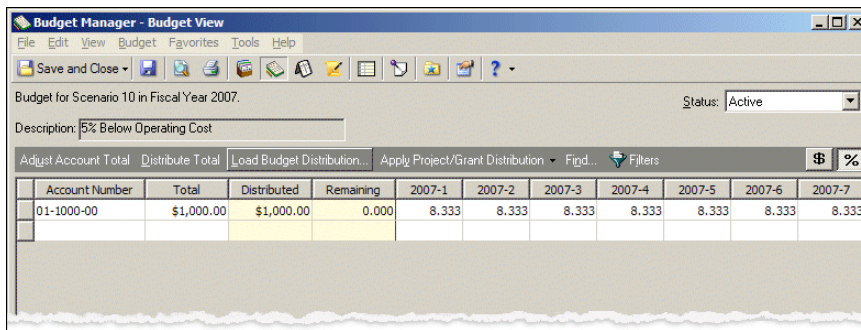 Budget Manager - Budget View
File Edit View Budget Favorites Tools Help
Save and Close
Budget for Scenario 10 in Fiscal Year 2007.
Status: Active
Description: 5% Below Operating Cost
Adjust Account Total Distribute Total Load Budget Distribution... Apply Project/Grant Distribution Find... Filters $ %
Account Number Total Distributed Remaining 2007-1 2007-2 2007-3 2007-4 2007-5 2007-6 2007-7
01-1000-00 $1,000.00 $1,000.00 0.000 8.333 8.333 8.333 8.333 8.333 8.333 8.333